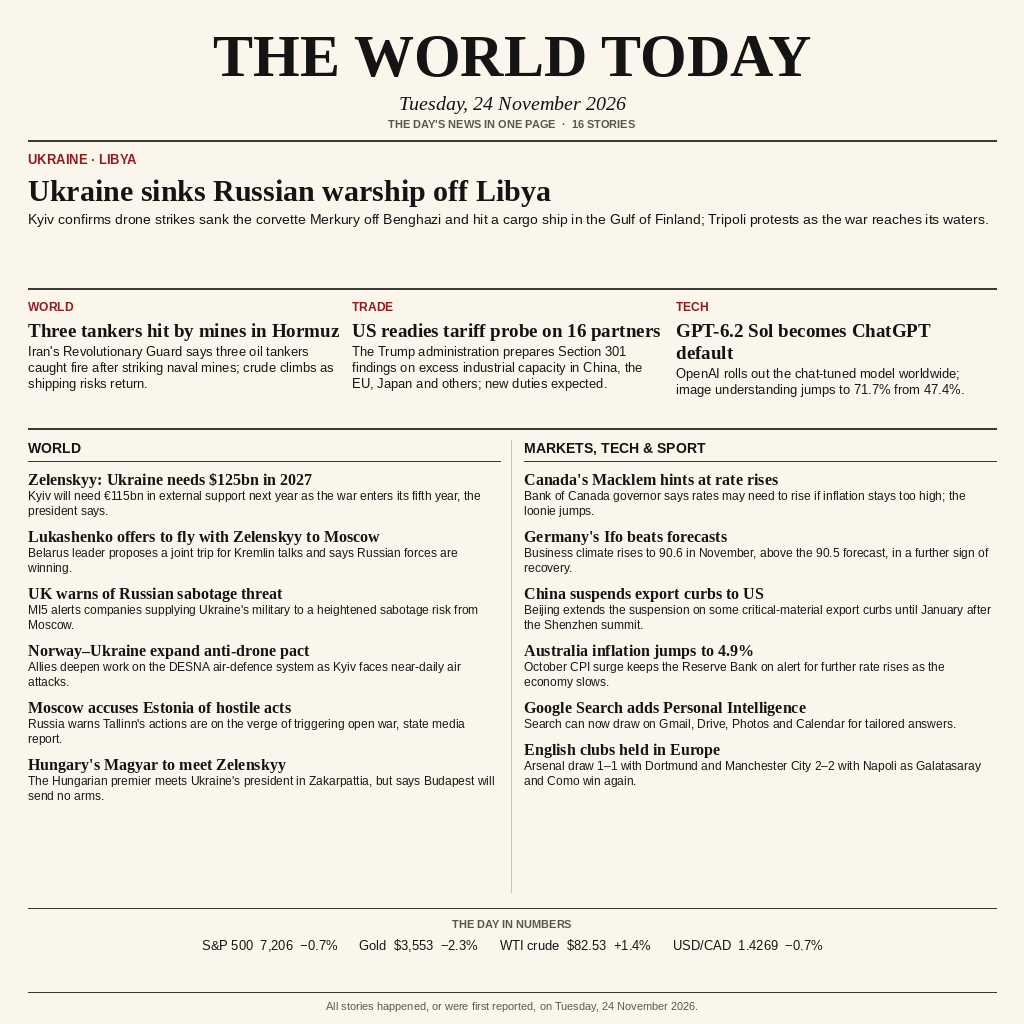 THE WORLD TODAY
Tuesday, 24 November 2026
THE DAY'S NEWS IN ONE PAGE · 16 STORIES
UKRAINE · LIBYA
Ukraine sinks Russian warship off Libya
Kyiv confirms drone strikes sank the corvette Merkury off Benghazi and hit a cargo ship in the Gulf of Finland; Tripoli protests as the war reaches its waters.
WORLD
Three tankers hit by mines in Hormuz
Iran's Revolutionary Guard says three oil tankers
caught fire after striking naval mines; crude climbs as
shipping risks return.
TRADE
US readies tariff probe on 16 partners
The Trump administration prepares Section 301
findings on excess industrial capacity in China, the
EU, Japan and others; new duties expected.
TECH
GPT-6.2 Sol becomes ChatGPT
default
OpenAI rolls out the chat-tuned model worldwide;
image understanding jumps to 71.7% from 47.4%.
WORLD
Zelenskyy: Ukraine needs $125bn in 2027
Kyiv will need €115bn in external support next year as the war enters its fifth year, the
president says.
Lukashenko offers to fly with Zelenskyy to Moscow
Belarus leader proposes a joint trip for Kremlin talks and says Russian forces are
winning.
UK warns of Russian sabotage threat
MI5 alerts companies supplying Ukraine's military to a heightened sabotage risk from
Moscow.
Norway–Ukraine expand anti-drone pact
Allies deepen work on the DESNA air-defence system as Kyiv faces near-daily air
attacks.
Moscow accuses Estonia of hostile acts
Russia warns Tallinn's actions are on the verge of triggering open war, state media
report.
Hungary's Magyar to meet Zelenskyy
The Hungarian premier meets Ukraine's president in Zakarpattia, but says Budapest will
send no arms.
MARKETS, TECH & SPORT
Canada's Macklem hints at rate rises
Bank of Canada governor says rates may need to rise if inflation stays too high; the
loonie jumps.
Germany's Ifo beats forecasts
Business climate rises to 90.6 in November, above the 90.5 forecast, in a further sign of
recovery.
China suspends export curbs to US
Beijing extends the suspension on some critical-material export curbs until January after
the Shenzhen summit.
Australia inflation jumps to 4.9%
October CPI surge keeps the Reserve Bank on alert for further rate rises as the
economy slows.
Google Search adds Personal Intelligence
Search can now draw on Gmail, Drive, Photos and Calendar for tailored answers.
English clubs held in Europe
Arsenal draw 1–1 with Dortmund and Manchester City 2–2 with Napoli as Galatasaray
and Como win again.
THE DAY IN NUMBERS
S&P 500 7,206 −0.7% Gold $3,553 −2.3% WTI crude $82.53 +1.4% USD/CAD 1.4269 −0.7%
All stories happened, or were first reported, on Tuesday, 24 November 2026.